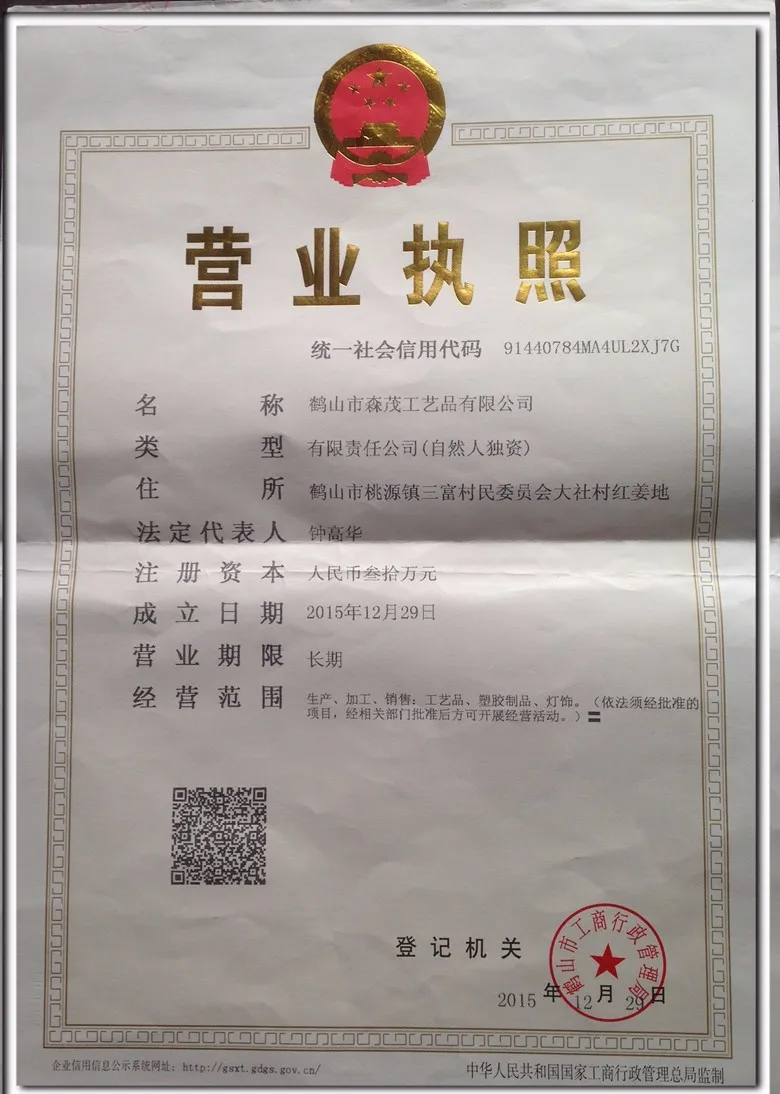 营业执照
统一社会信用代码 91440784MA4UL2XJ7G
名称 鹤山市森茂工艺品有限公司
类型 有限责任公司(自然人独资)
住所 鹤山市桃源镇三富村民委员会大社村红姜地
法定代表人 钟高华
注册资本 人民币叁拾万元
成立日期 2015年12月29日
营业期限 长期
经营范围 生产、加工、销售：工艺品、塑胶制品、灯饰。（依法须经批准的
项目，经相关部门批准后方可开展经营活动。）〓
登记机关
鹤山市工商行政管理局
2015年12月29日
企业信用信息公示系统网址：http://gsxt.gdgs.gov.cn/
中华人民共和国国家工商行政管理总局监制